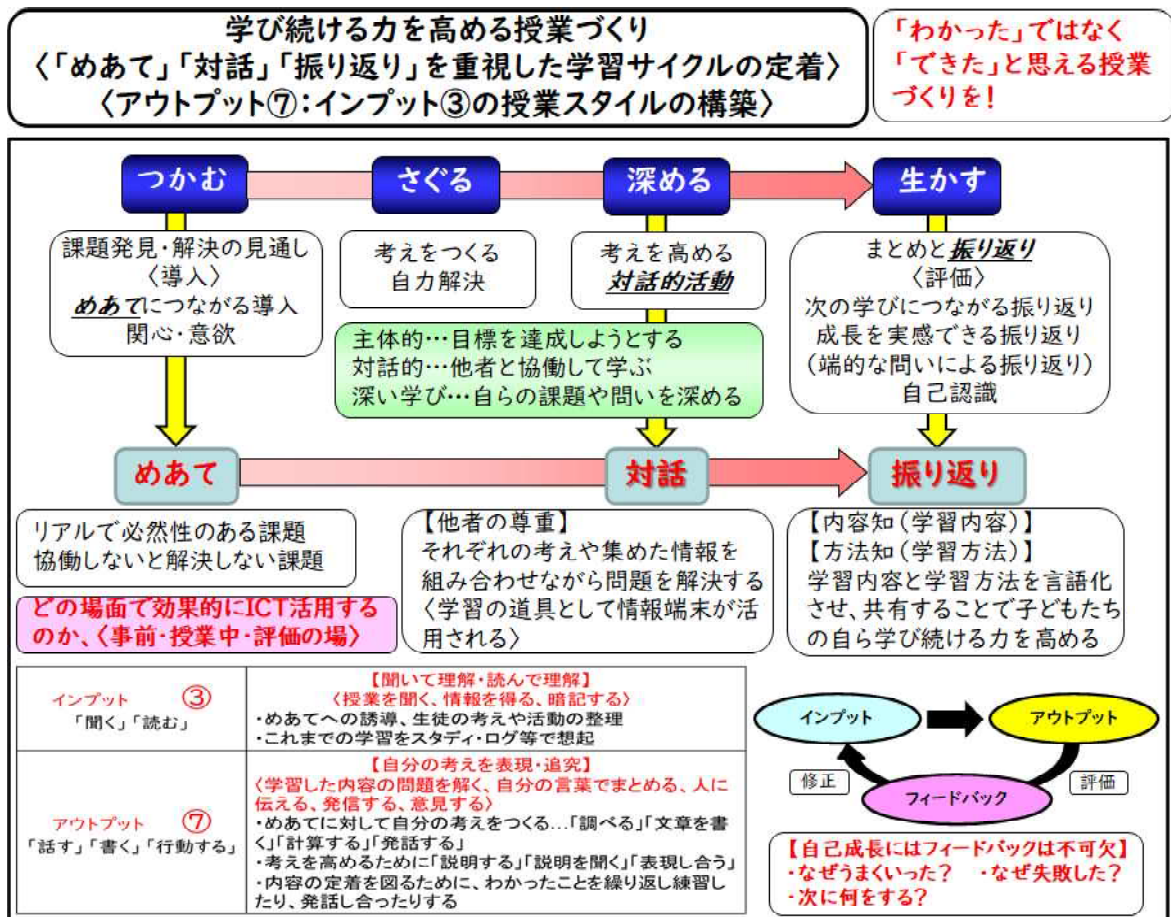 学び続ける力を高める授業づくり
〈「めあて」「対話」「振り返り」を重視した学習サイクルの定着〉
〈アウトプット⑦：インプット③の授業スタイルの構築〉
「わかった」ではなく
「できた」と思える授業
づくりを！
つかむ
さぐる
深める
生かす
課題発見・解決の見通し
〈導入〉
めあてにつながる導入
関心・意欲
考えをつくる
自力解決
考えを高める
対話的活動
まとめと振り返り
〈評価〉
次の学びにつながる振り返り
成長を実感できる振り返り
（端的な問いによる振り返り）
自己認識
主体的…目標を達成しようとする
対話的…他者と協働して学ぶ
深い学び…自らの課題や問いを深める
めあて
対話
振り返り
リアルで必然性のある課題
協働しないと解決しない課題
どの場面で効果的にICT活用する
のか、〈事前・授業中・評価の場〉
【他者の尊重】
それぞれの考えや集めた情報を
組み合わせながら問題を解決する
〈学習の道具として情報端末が
活用される〉
【内容知（学習内容）】
【方法知（学習方法）】
学習内容と学習方法を言語化
させ、共有することで子どもたち
の自ら学び続ける力を高める
インプット ③
「聞く」「読む」
【聞いて理解・読んで理解】
〈授業を聞く、情報を得る、暗記する〉
・めあてへの誘導、生徒の考えや活動の整理
・これまでの学習をスタディ・ログ等で想起
アウトプット ⑦
「話す」「書く」「行動する」
【自分の考えを表現・追究】
〈学習した内容の問題を解く、自分の言葉でまとめる、人に
伝える、発信する、意見する〉
・めあてに対して自分の考えをつくる…「調べる」「文章を書
く」「計算する」「発話する」
・考えを高めるために「説明する」「説明を聞く」「表現し合う」
・内容の定着を図るために、わかったことを繰り返し練習し
たり、発話し合ったりする
インプット
アウトプット
修正
評価
フィードバック
【自己成長にはフィードバックは不可欠】
・なぜうまくいった？ ・なぜ失敗した？
・次に何をする？